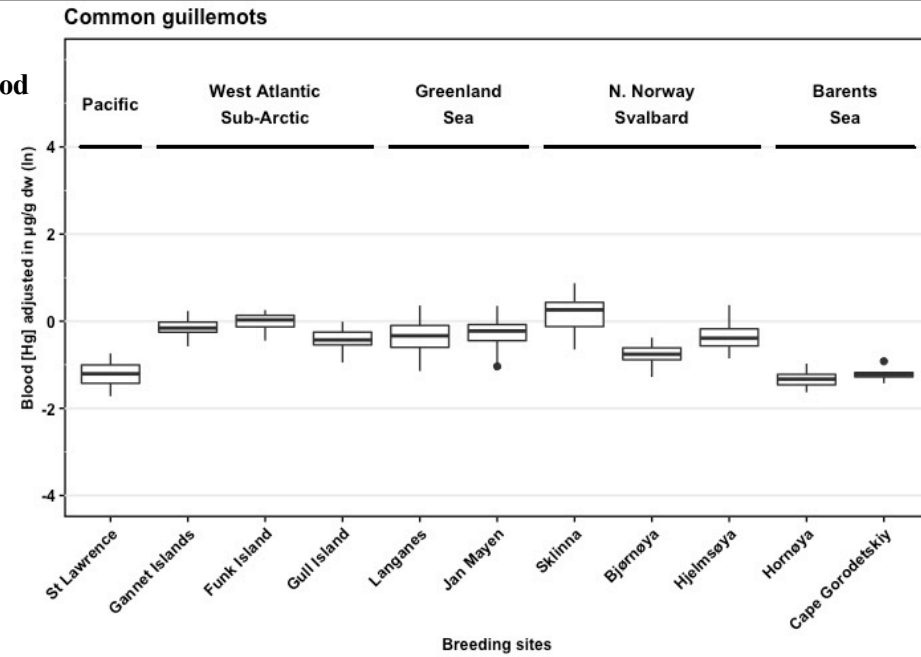 Common guillemots
od
Pacific
West Atlantic
Sub-Arctic
Greenland
Sea
N. Norway
Svalbard
Barents
Sea
Blood [Hg] adjusted in µg/g dw (ln)
4
2
0
-2
-4
St Lawrence
Gannet Islands
Funk Island
Gull Island
Langanes
Jan Mayen
Sklinna
Bjørnøya
Hjelmsøya
Hornøya
Cape Gorodetskiy
Breeding sites